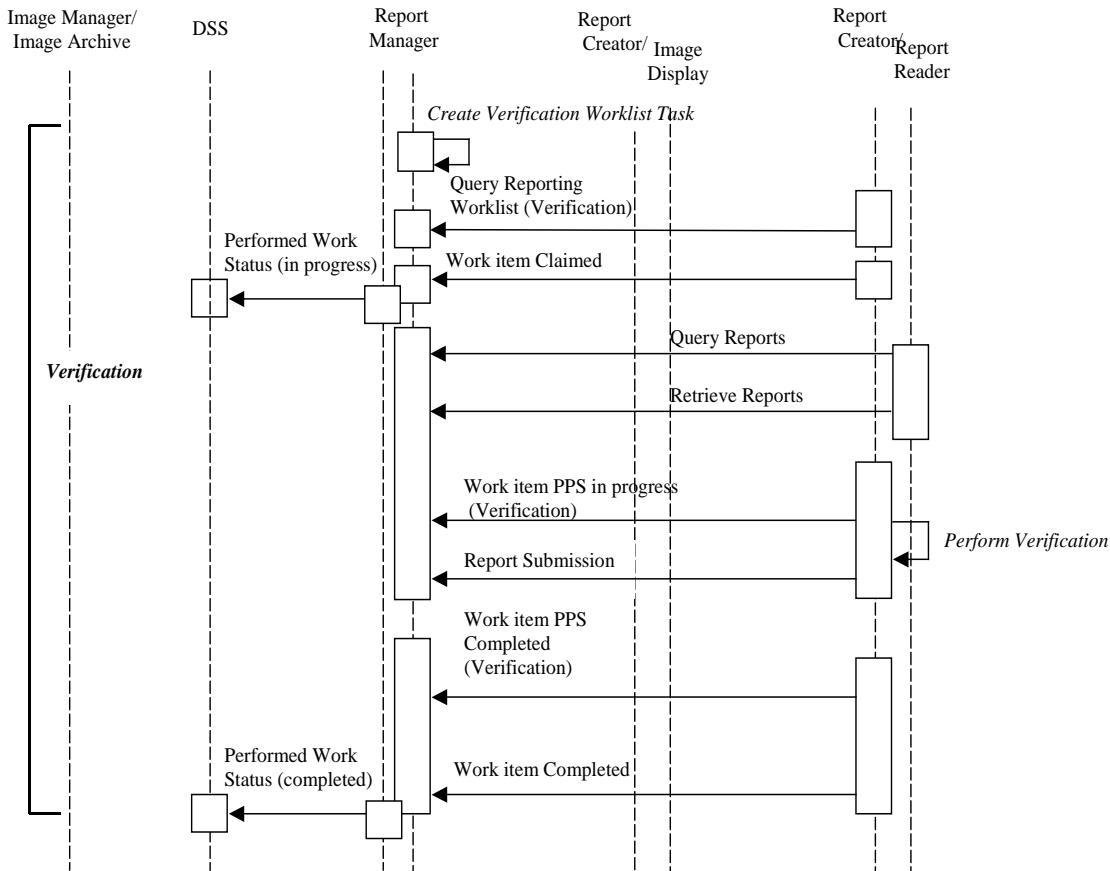 Image Manager/
Image Archive
DSS
Report
Manager
Report
Creator/
Image
Display
Report
Creator/
Report
Reader
Create Verification Worklist Task
Query Reporting
Worklist (Verification)
Performed Work
Status (in progress)
Work item Claimed
Query Reports
Verification
Retrieve Reports
Work item PPS in progress
(Verification)
Perform Verification
Report Submission
Work item PPS
Completed
(Verification)
Performed Work
Status (completed)
Work item Completed